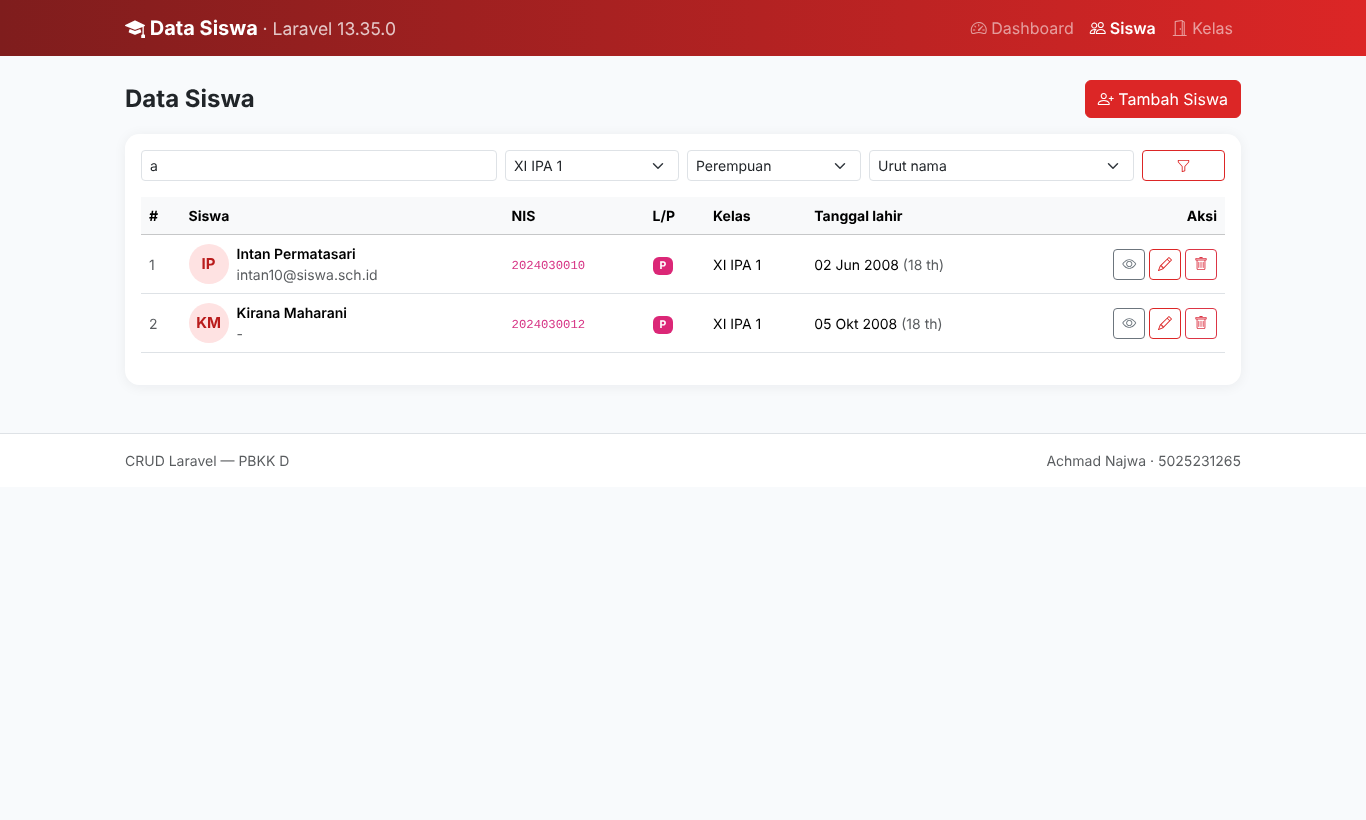 Data Siswa · Laravel 13.35.0 Dashboard Siswa Kelas
Data Siswa Tambah Siswa
a XI IPA 1 Perempuan Urut nama
# Siswa NIS L/P Kelas Tanggal lahir Aksi
1 IP Intan Permatasari 2024030010 P XI IPA 1 02 Jun 2008 (18 th)
intan10@siswa.sch.id
2 KM Kirana Maharani 2024030012 P XI IPA 1 05 Okt 2008 (18 th)
-
CRUD Laravel — PBKK D Achmad Najwa · 5025231265